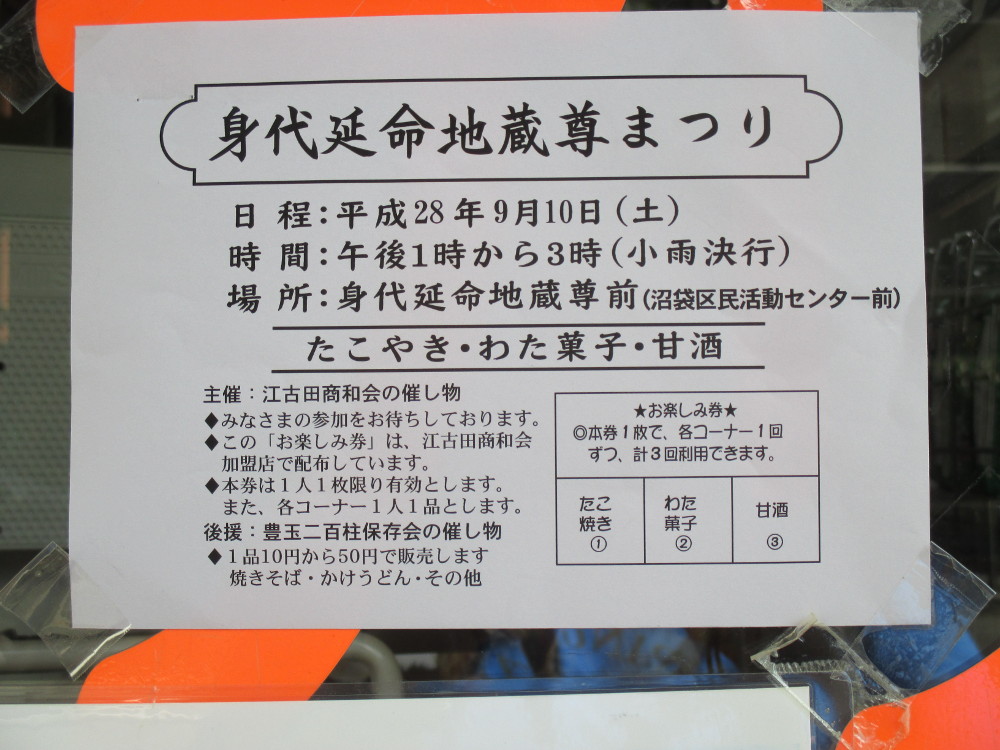 身代延命地蔵尊まつり
日程：平成28年9月10日（土）
時間：午後1時から3時（小雨決行）
場所：身代延命地蔵尊前（沼袋区民活動センター前）
たこやき・わた菓子・甘酒
主催：江古田商和会の催し物
◆みなさまの参加をお待ちしております。
◆この「お楽しみ券」は、江古田商和会
加盟店で配布しています。
◆本券は1人1枚限り有効とします。
また、各コーナー1人1品とします。
後援：豊玉二百柱保存会の催し物
◆1品10円から50円で販売します
焼きそば・かけうどん・その他
★お楽しみ券★
◎本券1枚で、各コーナー1回
ずつ、計3回利用できます。
たこ
焼き
①
わた
菓子
②
甘酒
③